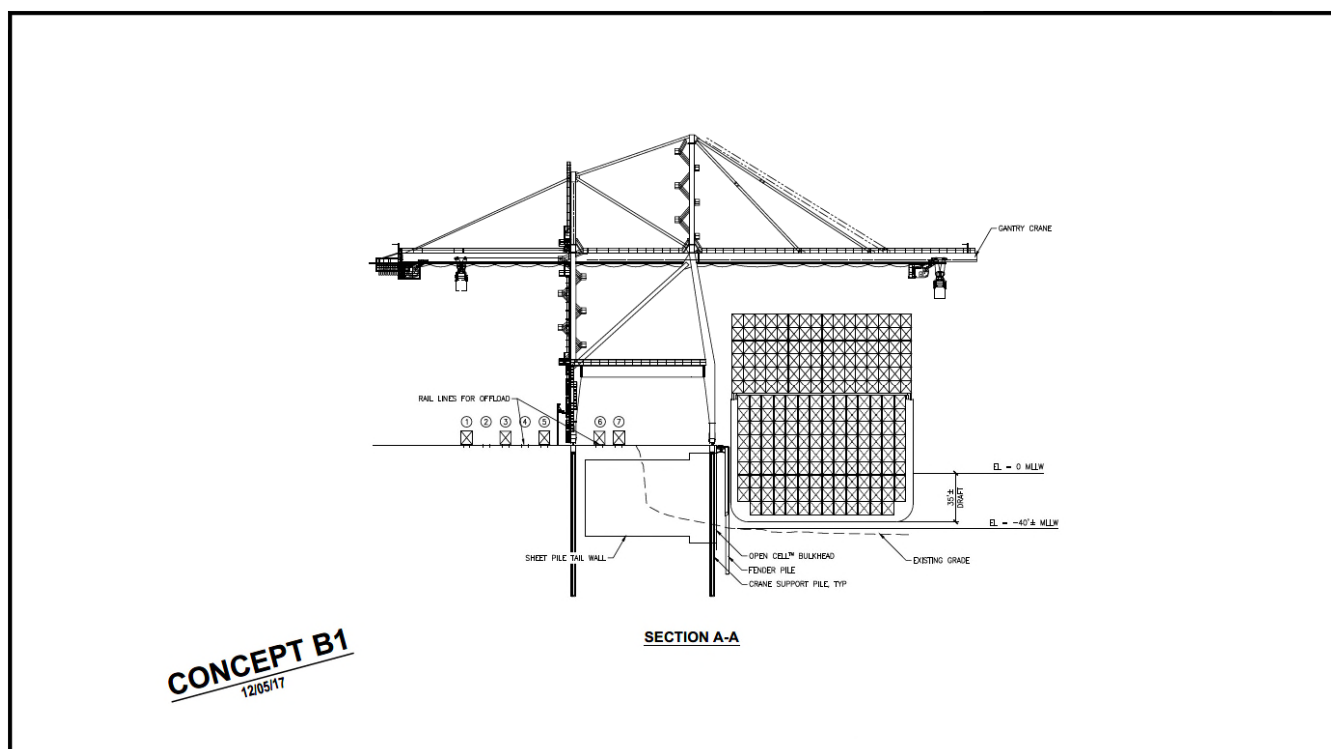 GANTRY CRANE
RAIL LINES FOR OFFLOAD
1 2 3 4 5 6 7
EL = 0 MLLW
35'±
DRAFT
EL = -40'± MLLW
SHEET PILE TAIL WALL
OPEN CELL™ BULKHEAD
EXISTING GRADE
FENDER PILE
CRANE SUPPORT PILE, TYP
SECTION A-A
CONCEPT B1
12/05/17